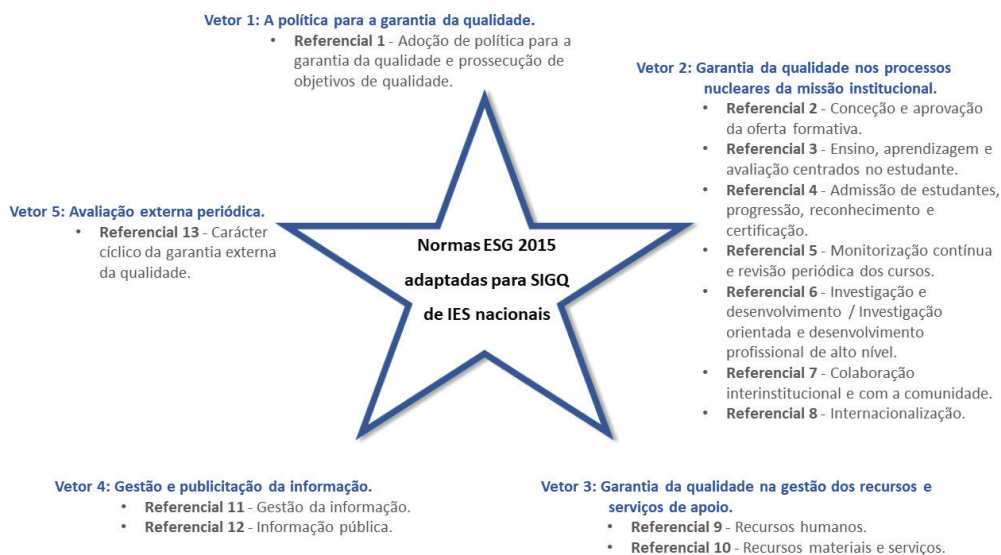 Vetor 1: A política para a garantia da qualidade.
• Referencial 1 - Adoção de política para a
garantia da qualidade e prossecução de
objetivos de qualidade.
Vetor 2: Garantia da qualidade nos processos
nucleares da missão institucional.
• Referencial 2 - Conceção e aprovação
da oferta formativa.
• Referencial 3 - Ensino, aprendizagem e
avaliação centrados no estudante.
• Referencial 4 - Admissão de estudantes,
progressão, reconhecimento e
certificação.
• Referencial 5 - Monitorização contínua
e revisão periódica dos cursos.
• Referencial 6 - Investigação e
desenvolvimento / Investigação
orientada e desenvolvimento
profissional de alto nível.
• Referencial 7 - Colaboração
interinstitucional e com a comunidade.
• Referencial 8 - Internacionalização.
Vetor 5: Avaliação externa periódica.
• Referencial 13 - Carácter
cíclico da garantia externa
da qualidade.
Normas ESG 2015
adaptadas para SIGQ
de IES nacionais
Vetor 4: Gestão e publicitação da informação.
• Referencial 11 - Gestão da informação.
• Referencial 12 - Informação pública.
Vetor 3: Garantia da qualidade na gestão dos recursos e
serviços de apoio.
• Referencial 9 - Recursos humanos.
• Referencial 10 - Recursos materiais e serviços.